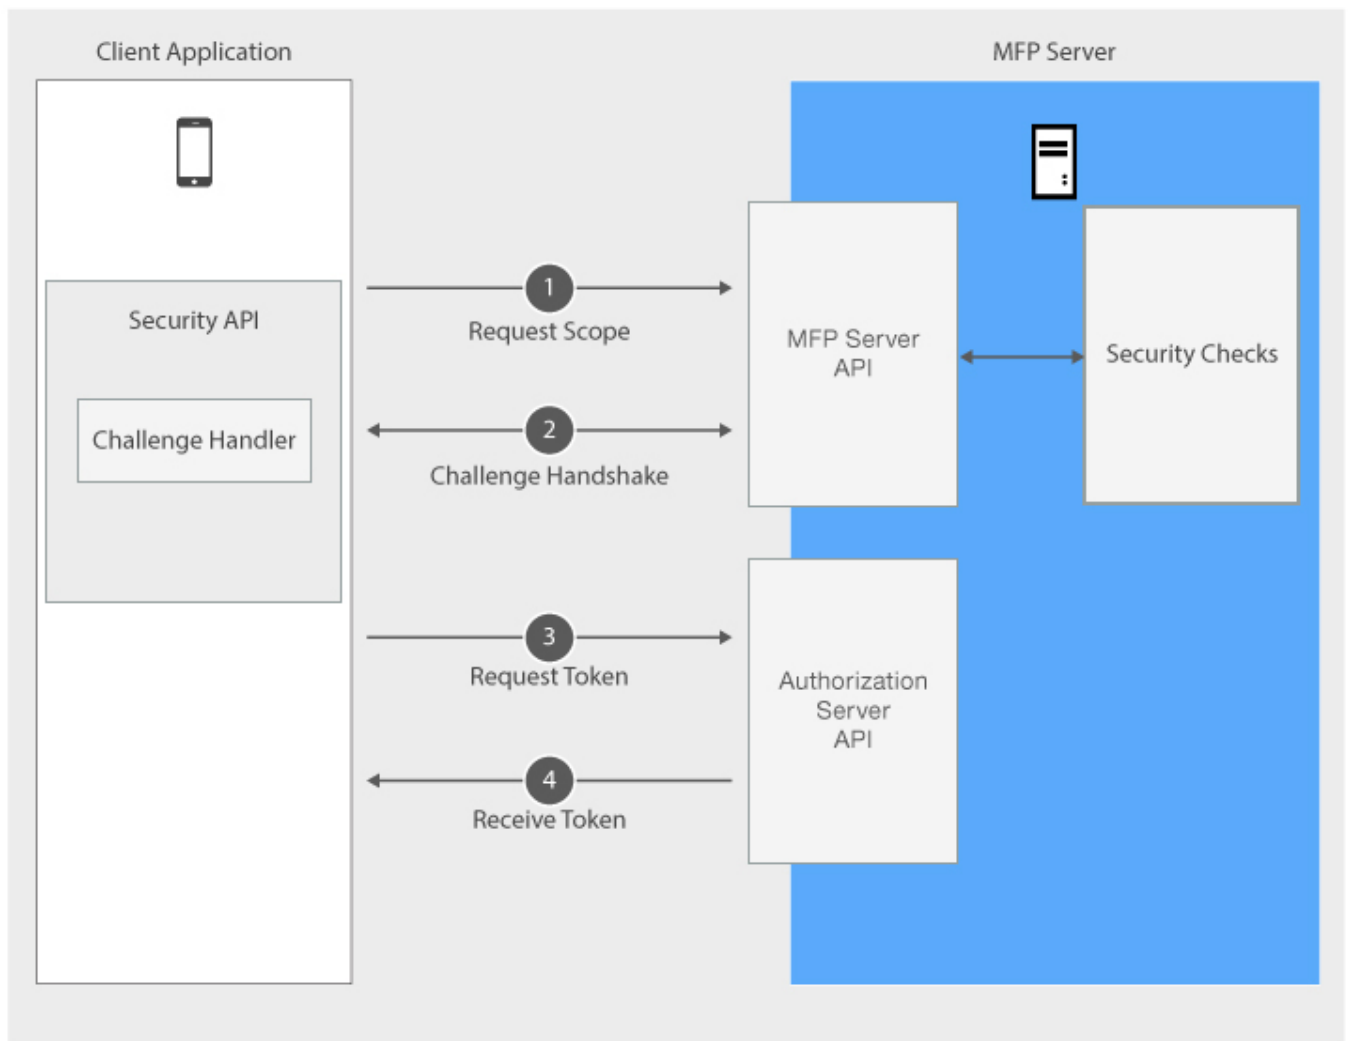 Client Application
MFP Server
Security API
Challenge Handler
1
Request Scope
2
Challenge Handshake
3
Request Token
4
Receive Token
MFP Server
API
Security Checks
Authorization
Server
API